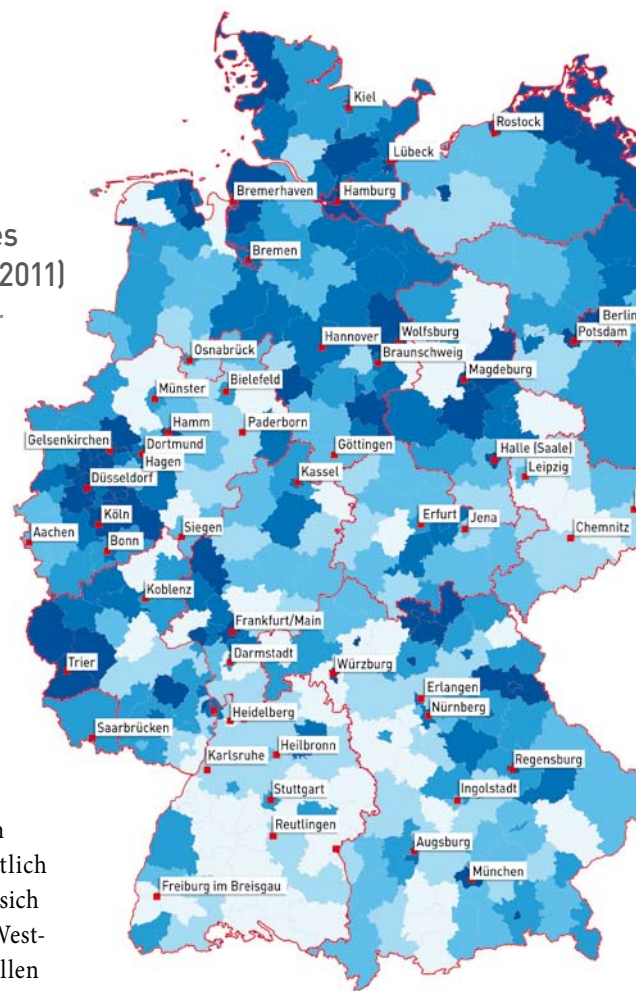 es
2011)
.
Kiel
Rostock
Lübeck
Bremerhaven
Hamburg
Bremen
Berlin
Potsdam
Hannover
Wolfsburg
Braunschweig
Magdeburg
Osnabrück
Bielefeld
Münster
Hamm
Paderborn
Göttingen
Gelsenkirchen
Dortmund
Hagen
Halle (Saale)
Leipzig
Düsseldorf
Kassel
Köln
Erfurt
Jena
Chemnitz
Aachen
Siegen
Bonn
Koblenz
Frankfurt/Main
Trier
Darmstadt
Würzburg
Erlangen
Nürnberg
Saarbrücken
Heidelberg
Karlsruhe
Heilbronn
Regensburg
Stuttgart
Ingolstadt
Reutlingen
Augsburg
München
Freiburg im Breisgau
n
tlich
sich
West-
llen